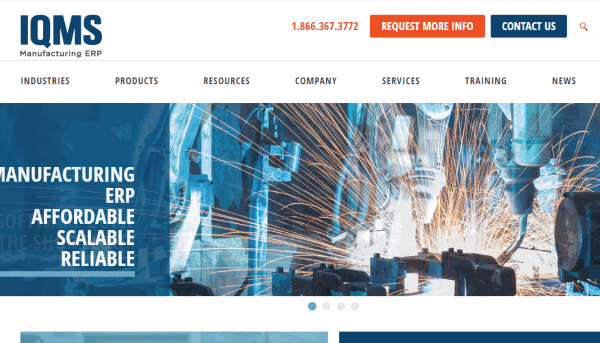 IQMS
Manufacturing ERP
1.866.367.3772
REQUEST MORE INFO
CONTACT US
INDUSTRIES
PRODUCTS
RESOURCES
COMPANY
SERVICES
TRAINING
NEWS
MANUFACTURING
ERP
AFFORDABLE
SCALABLE
RELIABLE